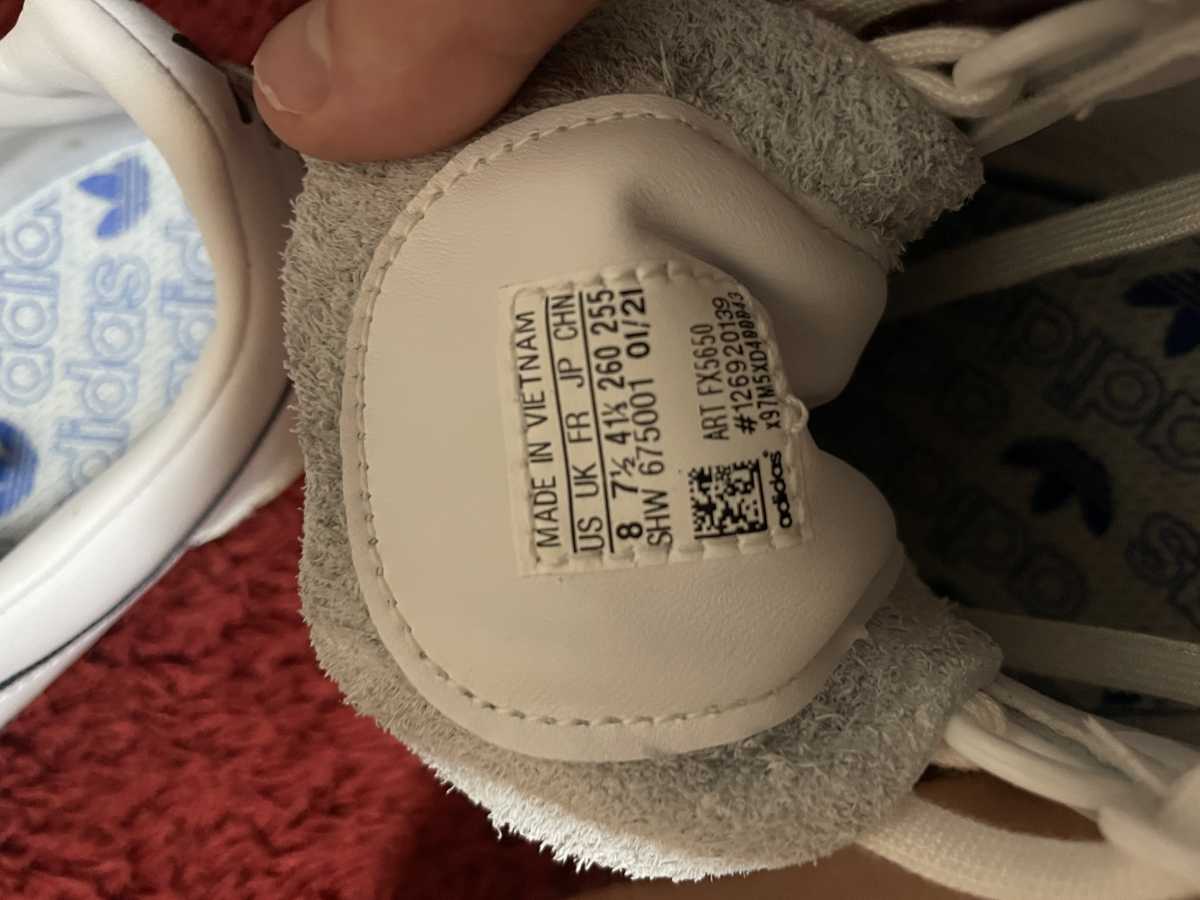 MADE IN VIETNAM
US UK FR JP CHN
8 7½ 41⅓ 260 255
SHW 675001 01/21
ART FX5650
#126920139
adidas
adidas
adidas